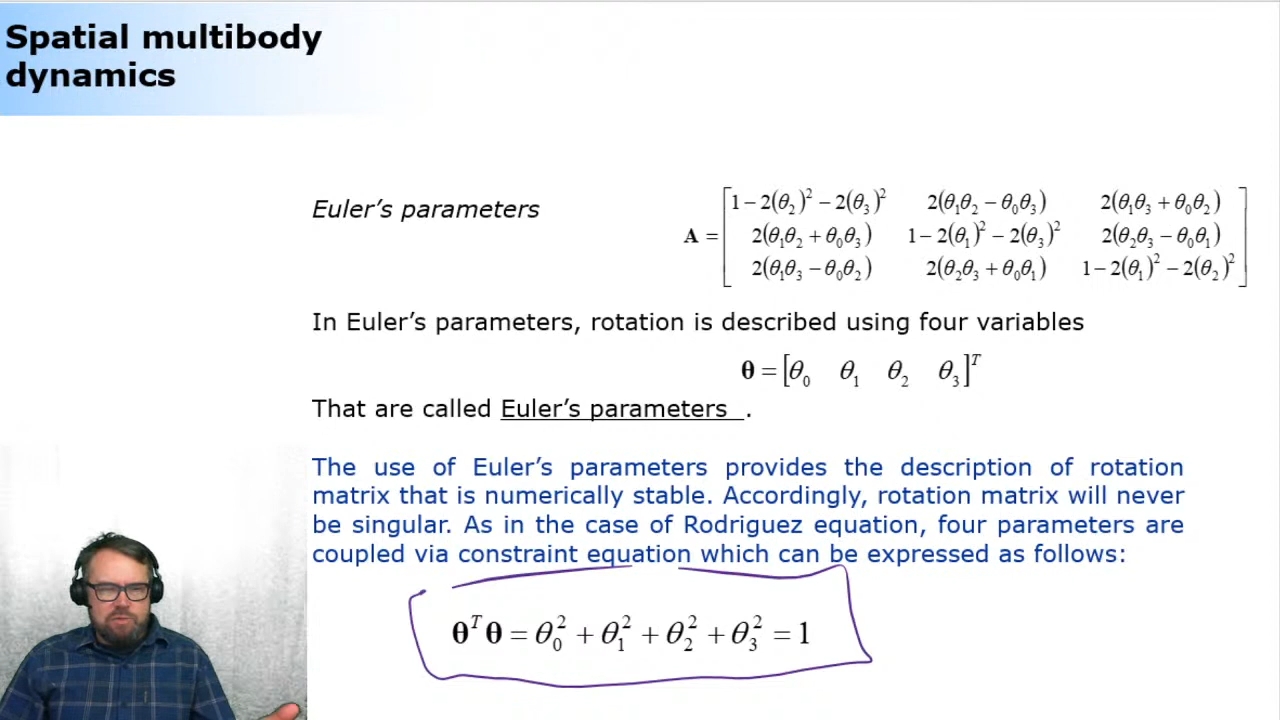 Spatial multibody
dynamics
Euler's parameters
A = [1−2(θ₂)²−2(θ₃)² 2(θ₁θ₂−θ₀θ₃) 2(θ₁θ₃+θ₀θ₂)
2(θ₁θ₂+θ₀θ₃) 1−2(θ₁)²−2(θ₃)² 2(θ₂θ₃−θ₀θ₁)
2(θ₁θ₃−θ₀θ₂) 2(θ₂θ₃+θ₀θ₁) 1−2(θ₁)²−2(θ₂)²]
In Euler's parameters, rotation is described using four variables
θ = [θ₀ θ₁ θ₂ θ₃]ᵀ
That are called Euler's parameters .
The use of Euler's parameters provides the description of rotation
matrix that is numerically stable. Accordingly, rotation matrix will never
be singular. As in the case of Rodriguez equation, four parameters are
coupled via constraint equation which can be expressed as follows:
θᵀθ = θ₀² + θ₁² + θ₂² + θ₃² = 1